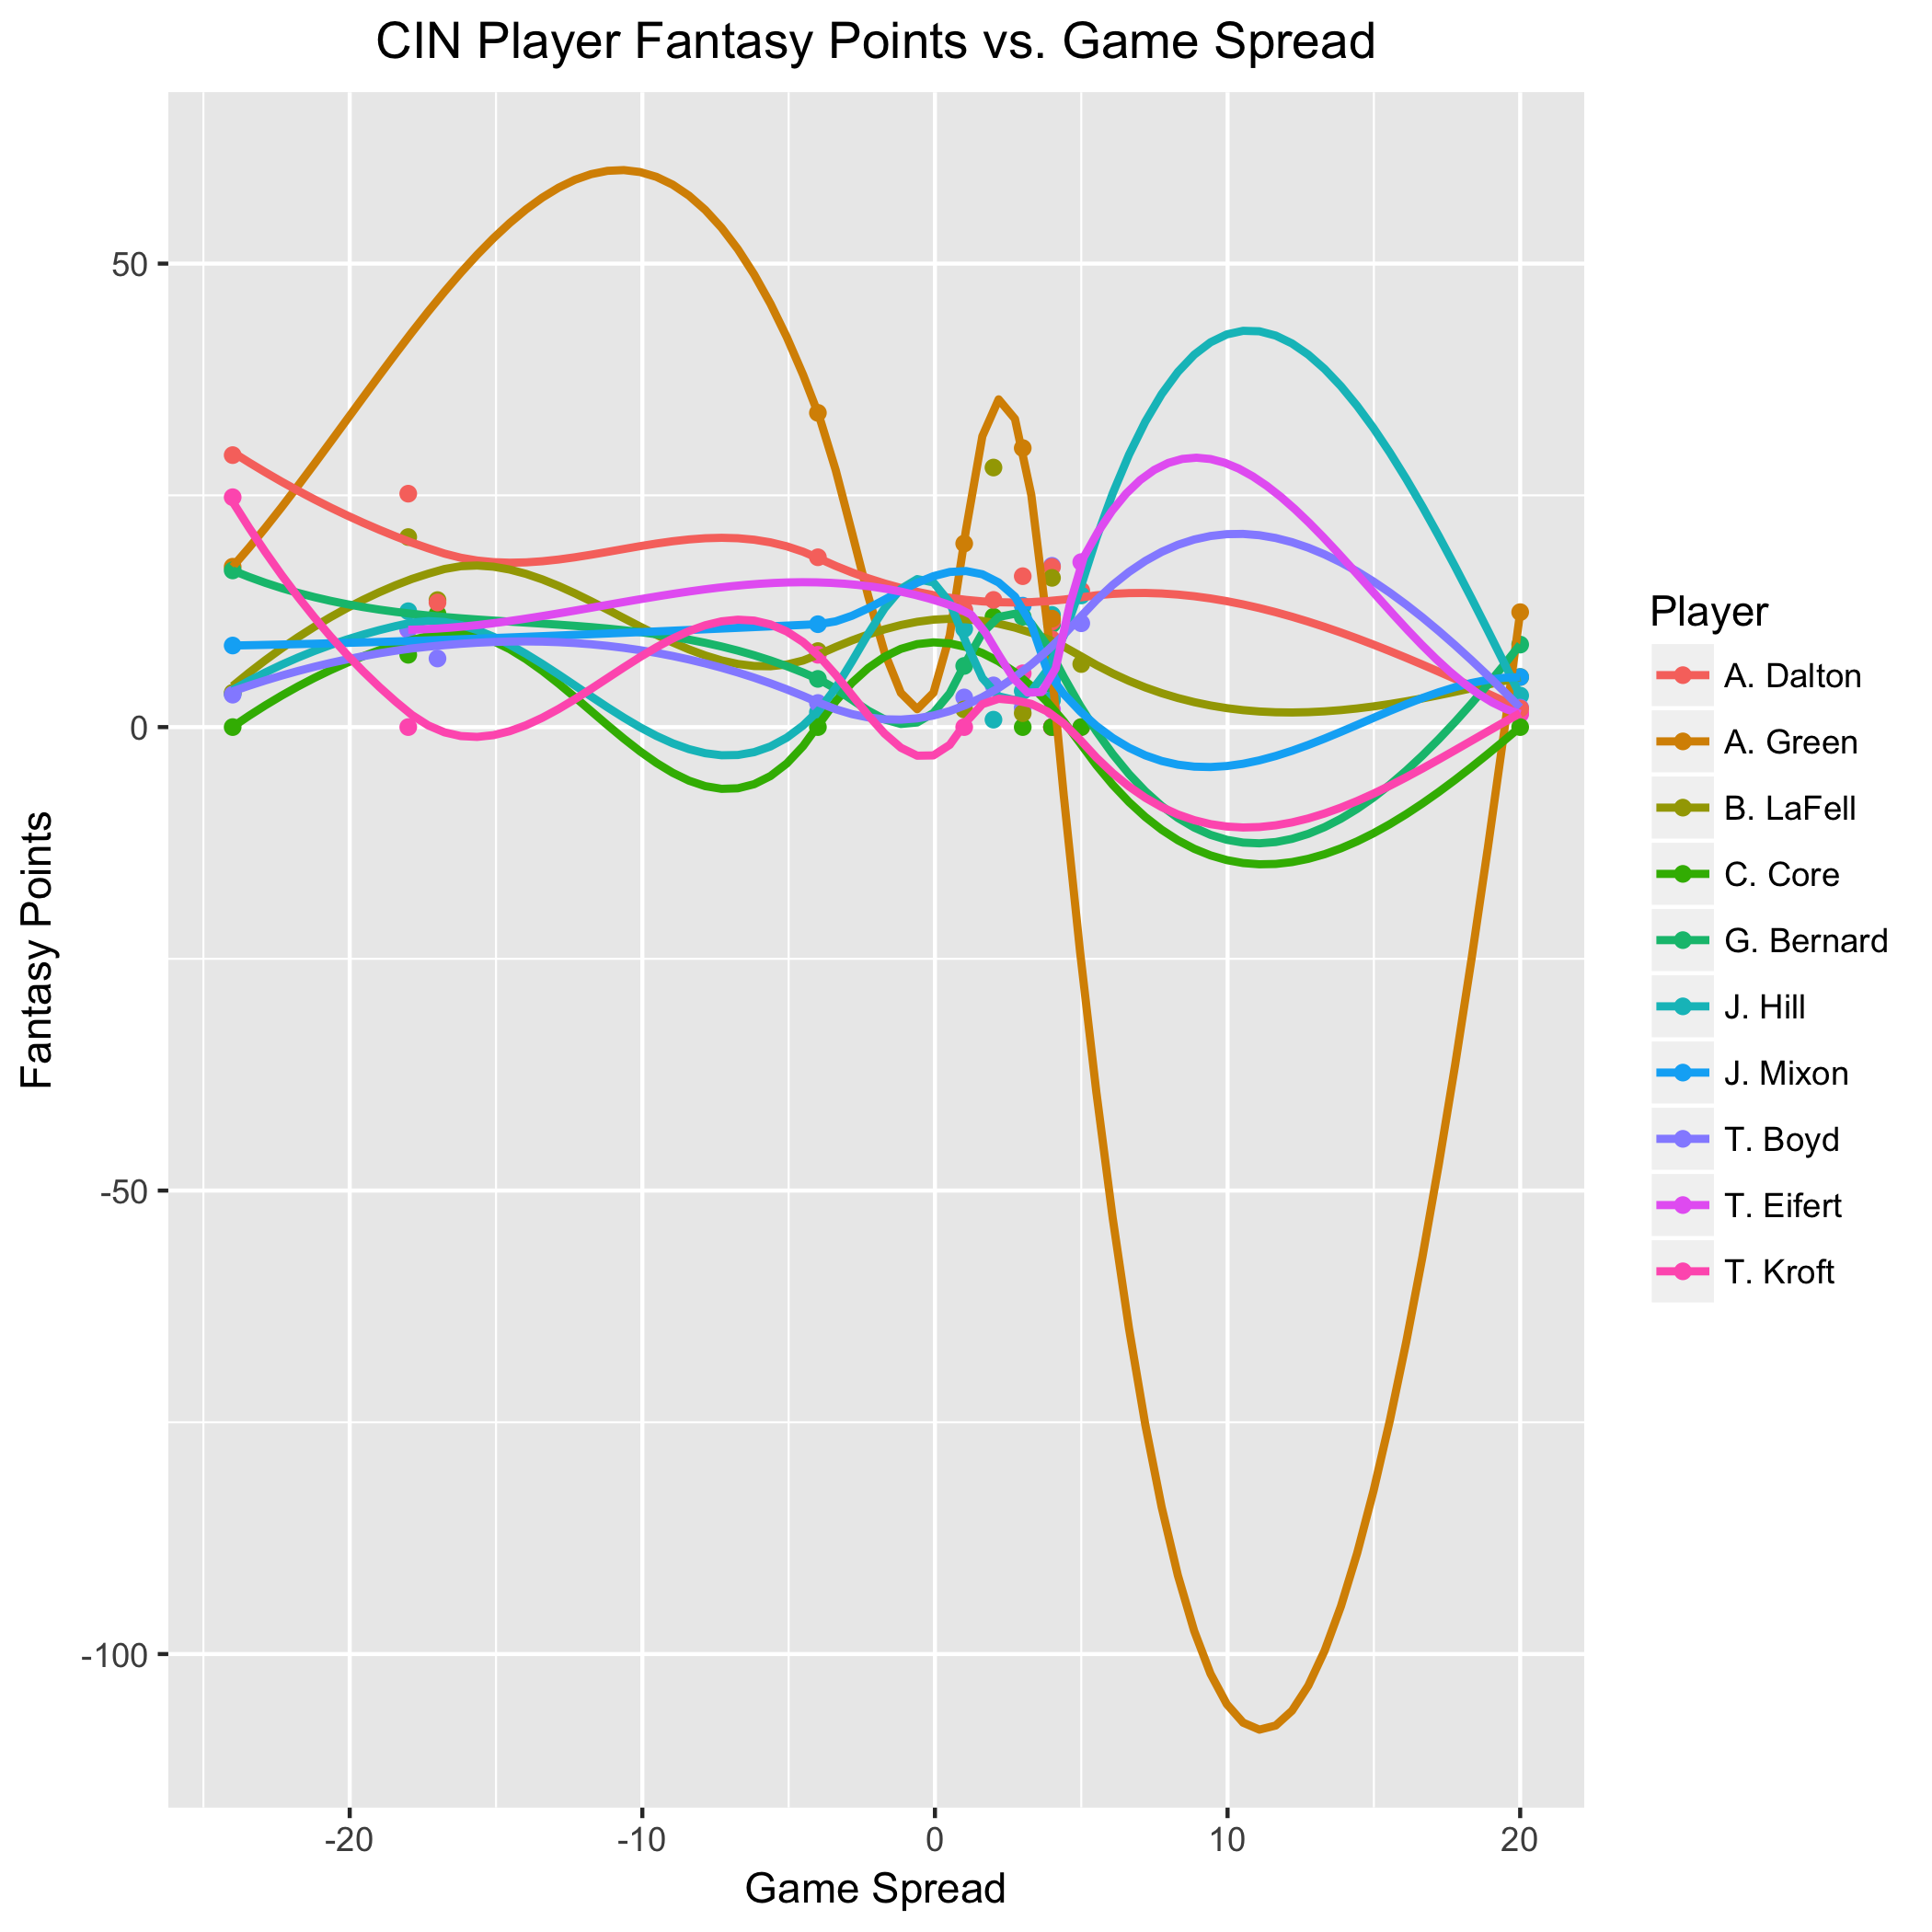 CIN Player Fantasy Points vs. Game Spread
Fantasy Points
50
0
-50
-100
-20
-10
0
10
20
Game Spread
Player
A. Dalton
A. Green
B. LaFell
C. Core
G. Bernard
J. Hill
J. Mixon
T. Boyd
T. Eifert
T. Kroft